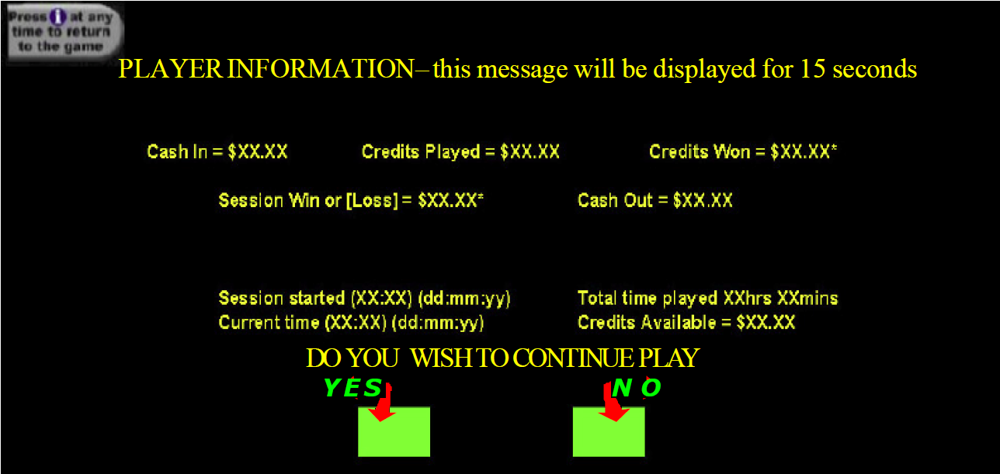 Press i at any
time to return
to the game
PLAYER INFORMATION– this message will be displayed for 15 seconds
Cash In = $XX.XX Credits Played = $XX.XX Credits Won = $XX.XX*
Session Win or [Loss] = $XX.XX* Cash Out = $XX.XX
Session started (XX:XX) (dd:mm:yy) Total time played XXhrs XXmins
Current time (XX:XX) (dd:mm:yy) Credits Available = $XX.XX
DO YOU WISH TO CONTINUE PLAY
YES NO